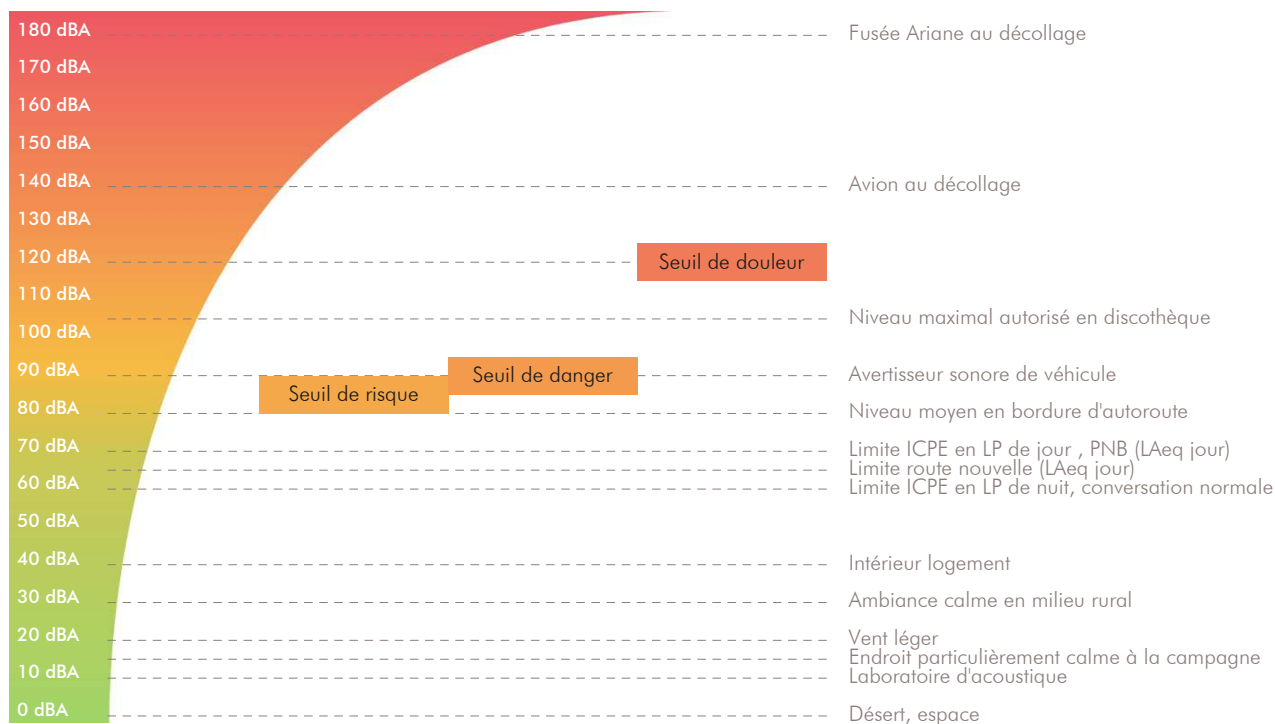 180 dBA
Fusée Ariane au décollage
170 dBA
160 dBA
150 dBA
140 dBA
Avion au décollage
130 dBA
120 dBA
Seuil de douleur
110 dBA
Niveau maximal autorisé en discothèque
100 dBA
90 dBA
Seuil de danger
Avertisseur sonore de véhicule
Seuil de risque
80 dBA
Niveau moyen en bordure d'autoroute
70 dBA
Limite ICPE en LP de jour , PNB (LAeq jour)
Limite route nouvelle (LAeq jour)
60 dBA
Limite ICPE en LP de nuit, conversation normale
50 dBA
40 dBA
Intérieur logement
30 dBA
Ambiance calme en milieu rural
20 dBA
Vent léger
Endroit particulièrement calme à la campagne
10 dBA
Laboratoire d'acoustique
0 dBA
Désert, espace